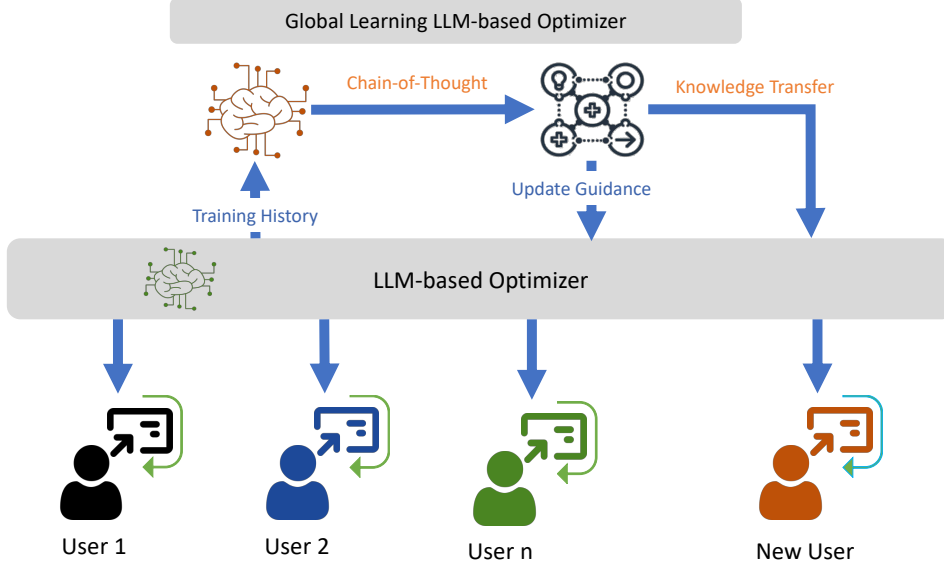 Global Learning LLM-based Optimizer
Chain-of-Thought
Knowledge Transfer
Update Guidance
Training History
LLM-based Optimizer
User 1
User 2
User n
New User